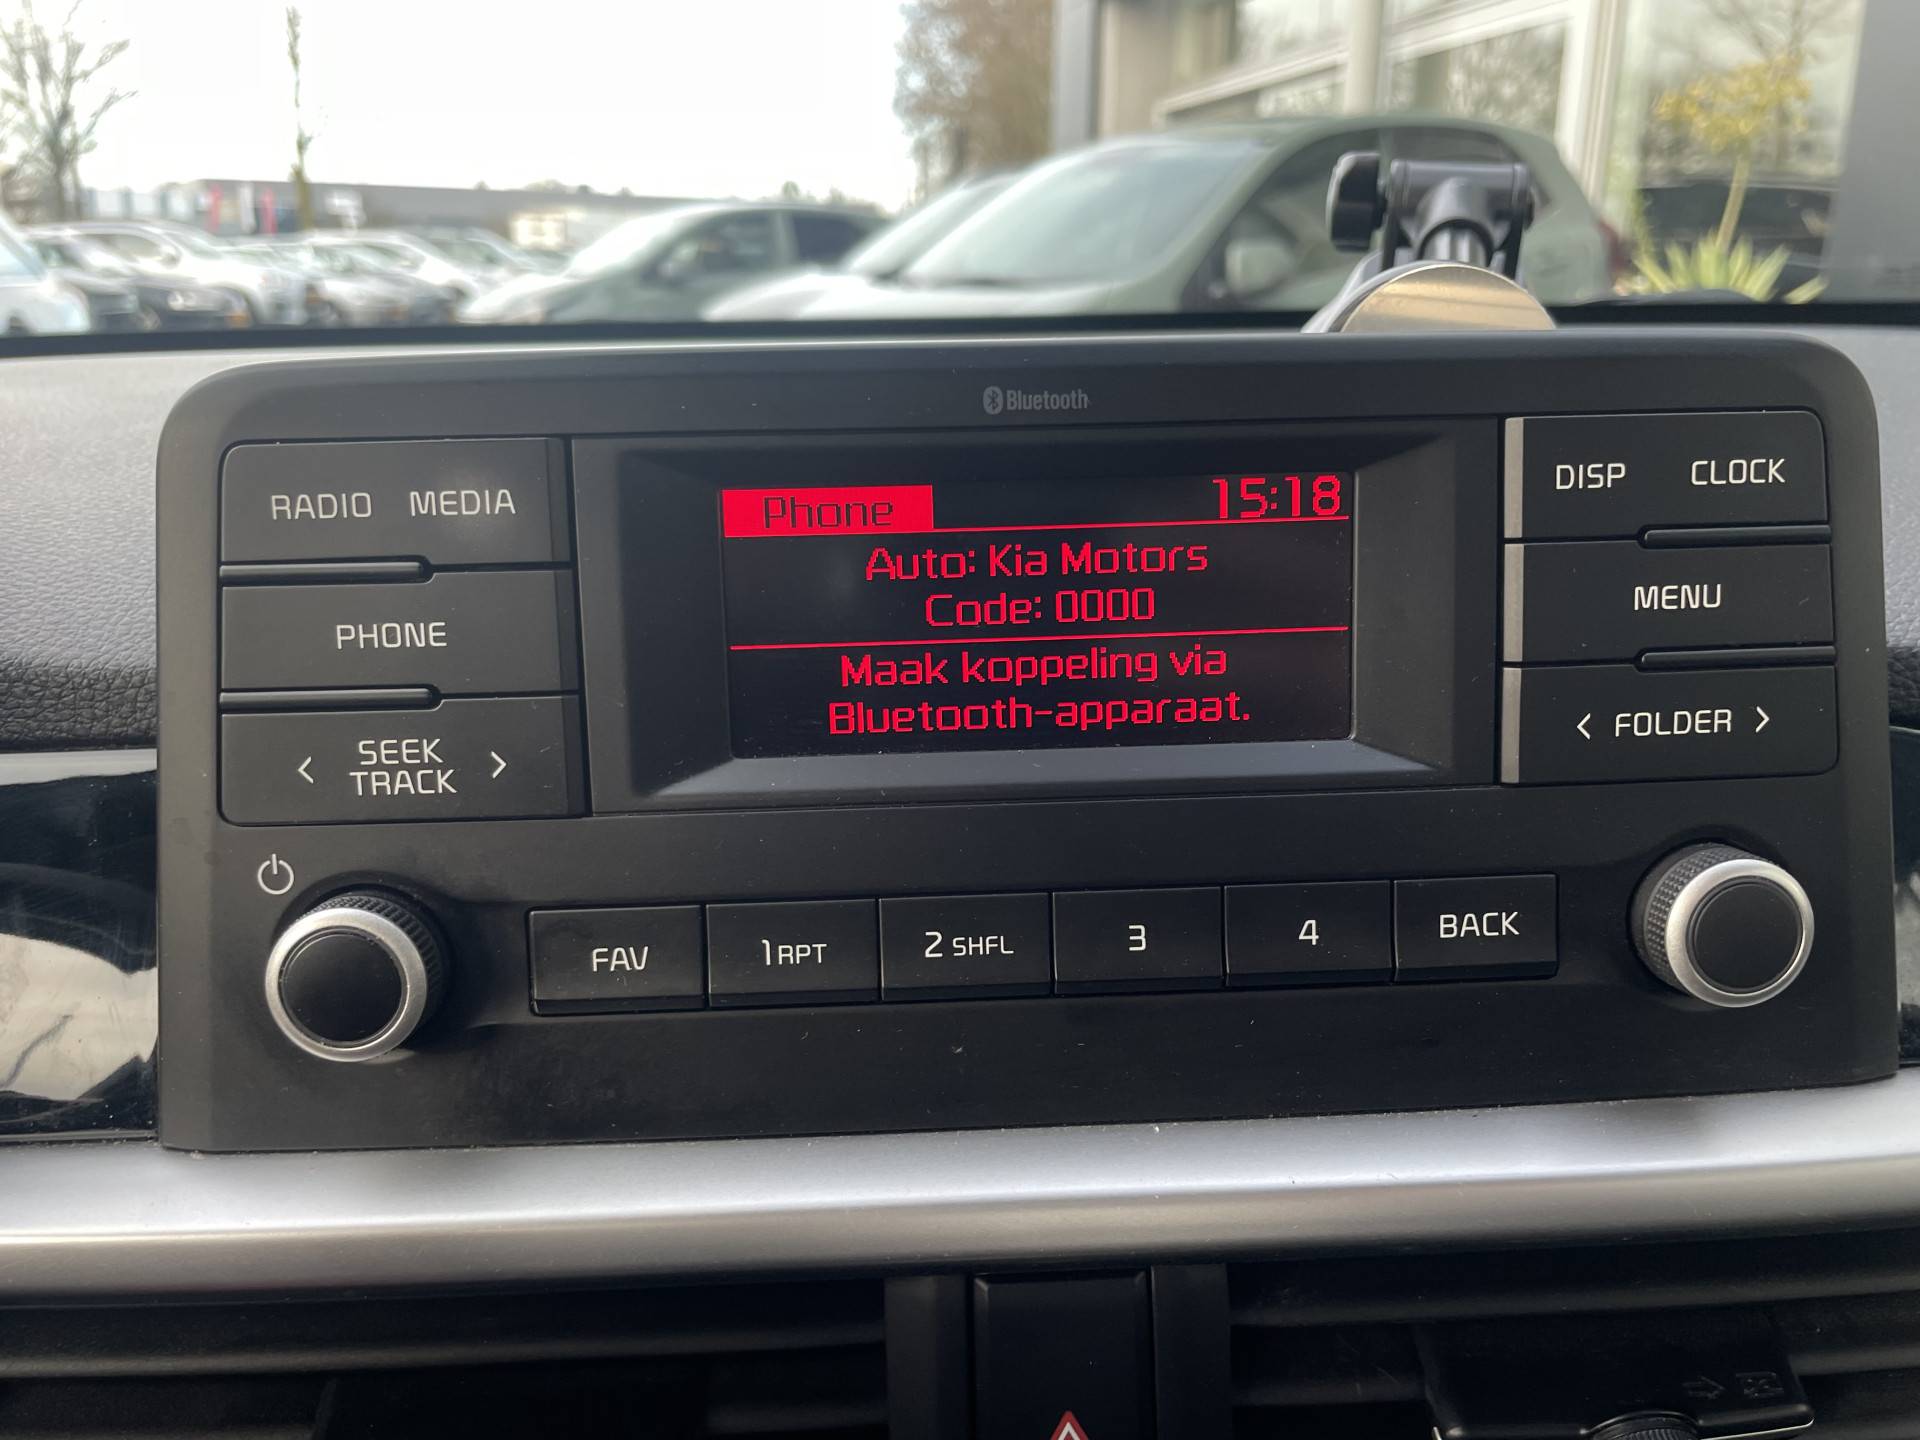 Bluetooth
RADIO MEDIA
PHONE
< SEEK >
TRACK
Phone 15:18
Auto: Kia Motors
Code: 0000
Maak koppeling via
Bluetooth-apparaat.
DISP CLOCK
MENU
< FOLDER >
FAV 1 RPT 2 SHFL 3 4 BACK